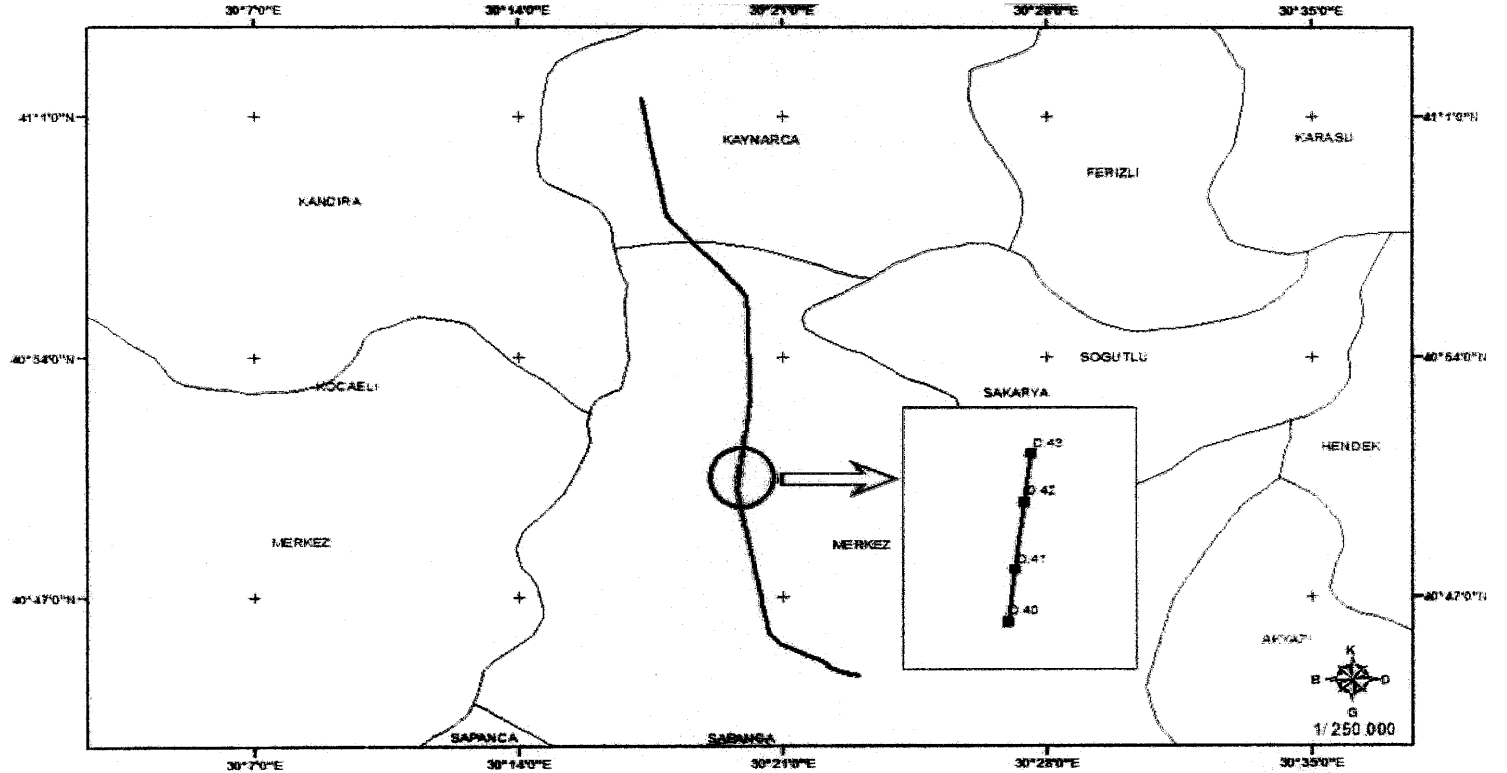 30°7'0"E 30°14'0"E 30°21'0"E 30°28'0"E 30°35'0"E
41°1'0"N 41°1'0"N
KAYNARCA KARASU
FERIZLI
KANDIRA
40°54'0"N 40°54'0"N
SOGUTLU
KOCAELI
SAKARYA
D.43
HENDEK
D.42
MERKEZ MERKEZ
D.41
40°47'0"N 40°47'0"N
D.40
AKYAZI
K
B D
G
1/250.000
SAPANCA SAPANCA
30°7'0"E 30°14'0"E 30°21'0"E 30°28'0"E 30°35'0"E